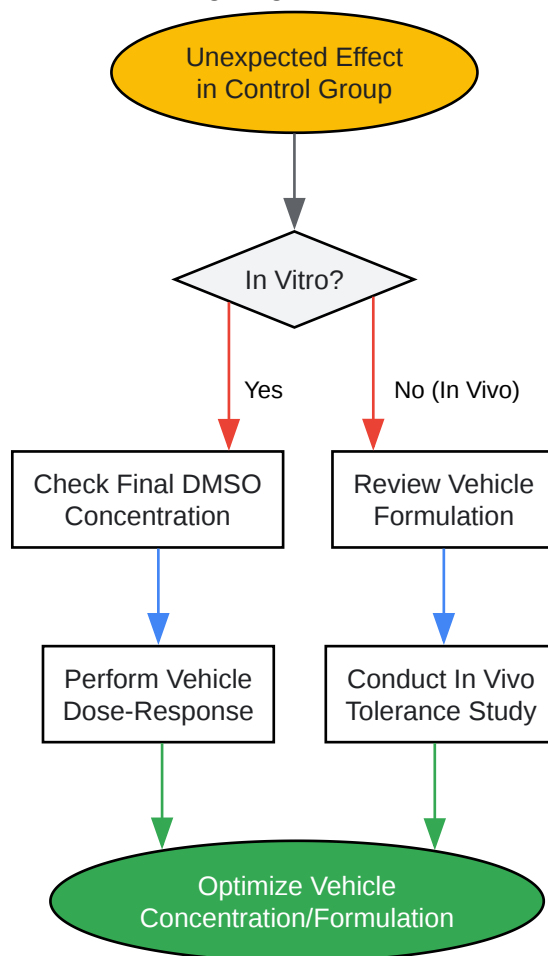 Unexpected Effect
in Control Group
In Vitro?
Yes
No (In Vivo)
Check Final DMSO
Concentration
Review Vehicle
Formulation
Perform Vehicle
Dose-Response
Conduct In Vivo
Tolerance Study
Optimize Vehicle
Concentration/Formulation